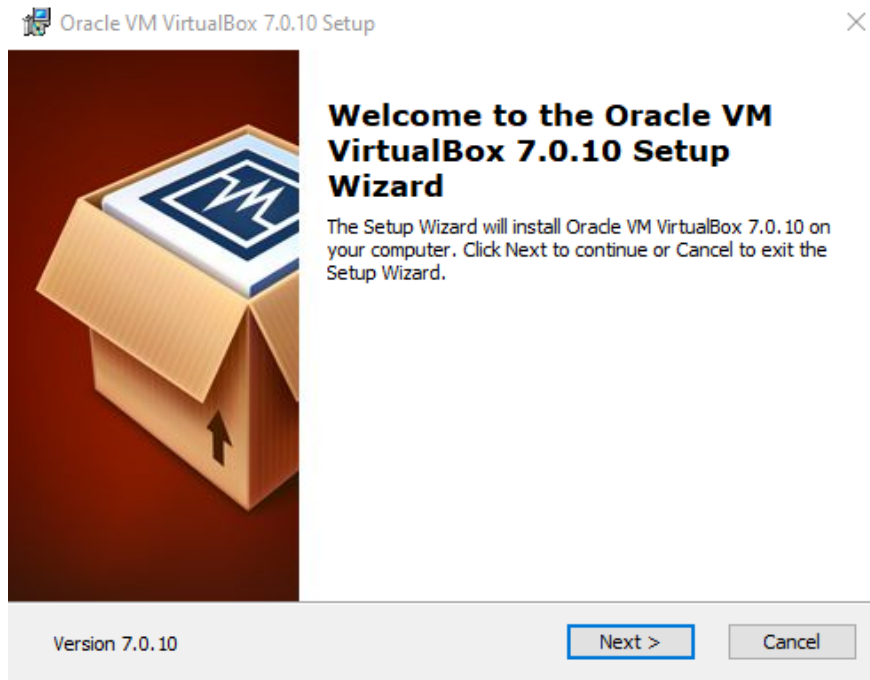 Oracle VM VirtualBox 7.0.10 Setup
Welcome to the Oracle VM
VirtualBox 7.0.10 Setup
Wizard
The Setup Wizard will install Oracle VM VirtualBox 7.0.10 on
your computer. Click Next to continue or Cancel to exit the
Setup Wizard.
Version 7.0.10
Next >
Cancel